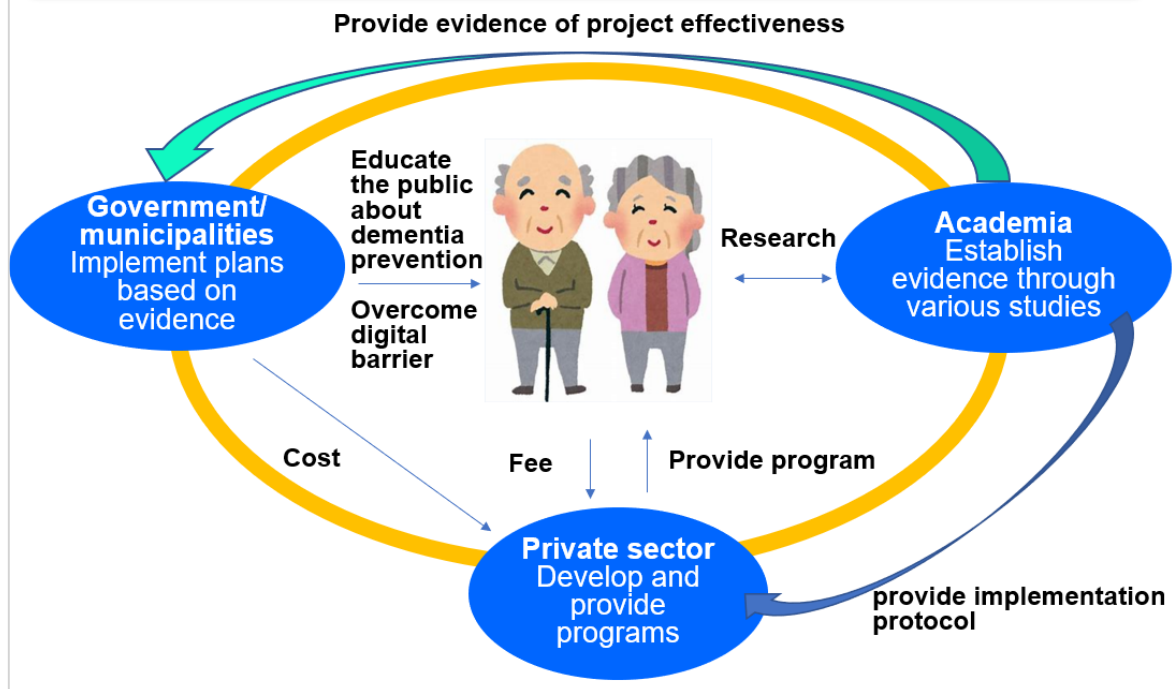 Provide evidence of project effectiveness
Government/
municipalities
Implement plans
based on
evidence
Educate
the public
about
dementia
prevention
Overcome
digital
barrier
Research
Academia
Establish
evidence through
various studies
Cost
Fee
Provide program
Private sector
Develop and
provide
programs
provide implementation
protocol